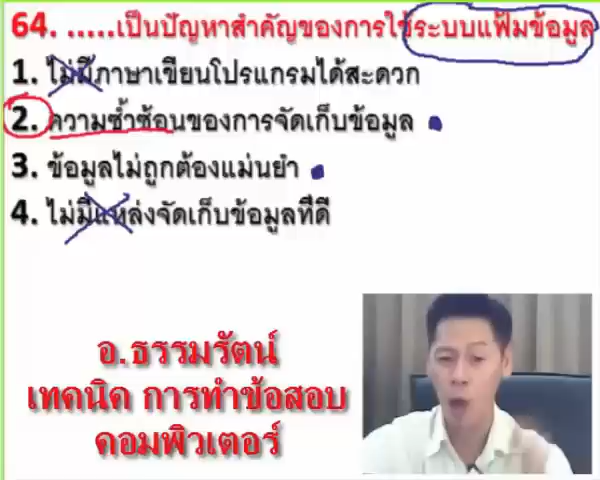 64. .....เป็นปัญหาสำคัญของการใช้ระบบแฟ้มข้อมูล
1. ไม่มีภาษาเขียนโปรแกรมได้สะดวก
2. ความซ้ำซ้อนของการจัดเก็บข้อมูล
3. ข้อมูลไม่ถูกต้องแม่นยำ
4. ไม่มีแหล่งจัดเก็บข้อมูลที่ดี
อ.ธรรมรัตน์
เทคนิค การทำข้อสอบ
คอมพิวเตอร์